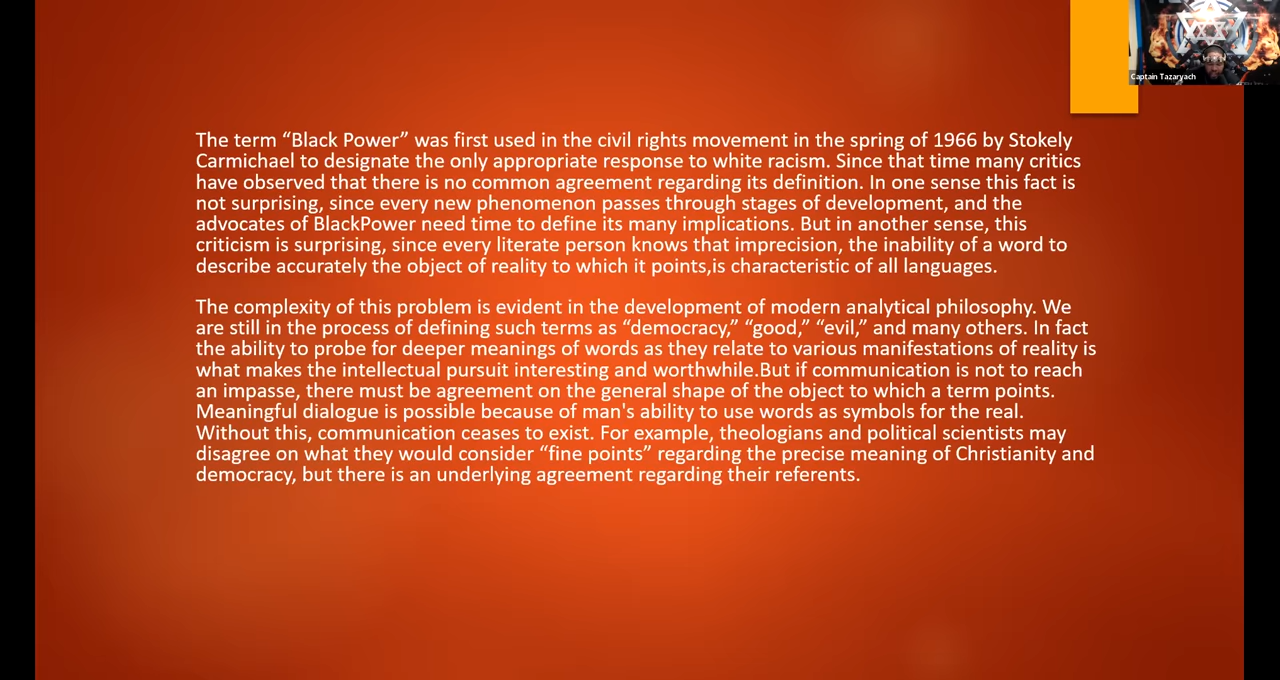 Captain Tazaryach
The term “Black Power” was first used in the civil rights movement in the spring of 1966 by Stokely
Carmichael to designate the only appropriate response to white racism. Since that time many critics
have observed that there is no common agreement regarding its definition. In one sense this fact is
not surprising, since every new phenomenon passes through stages of development, and the
advocates of BlackPower need time to define its many implications. But in another sense, this
criticism is surprising, since every literate person knows that imprecision, the inability of a word to
describe accurately the object of reality to which it points,is characteristic of all languages.
The complexity of this problem is evident in the development of modern analytical philosophy. We
are still in the process of defining such terms as “democracy,” “good,” “evil,” and many others. In fact
the ability to probe for deeper meanings of words as they relate to various manifestations of reality is
what makes the intellectual pursuit interesting and worthwhile.But if communication is not to reach
an impasse, there must be agreement on the general shape of the object to which a term points.
Meaningful dialogue is possible because of man's ability to use words as symbols for the real.
Without this, communication ceases to exist. For example, theologians and political scientists may
disagree on what they would consider “fine points” regarding the precise meaning of Christianity and
democracy, but there is an underlying agreement regarding their referents.